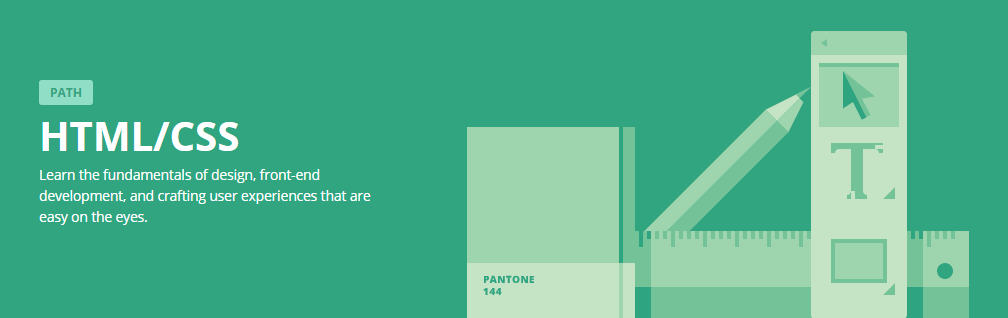 PATH
HTML/CSS
Learn the fundamentals of design, front-end
development, and crafting user experiences that are
easy on the eyes.
PANTONE
144
T